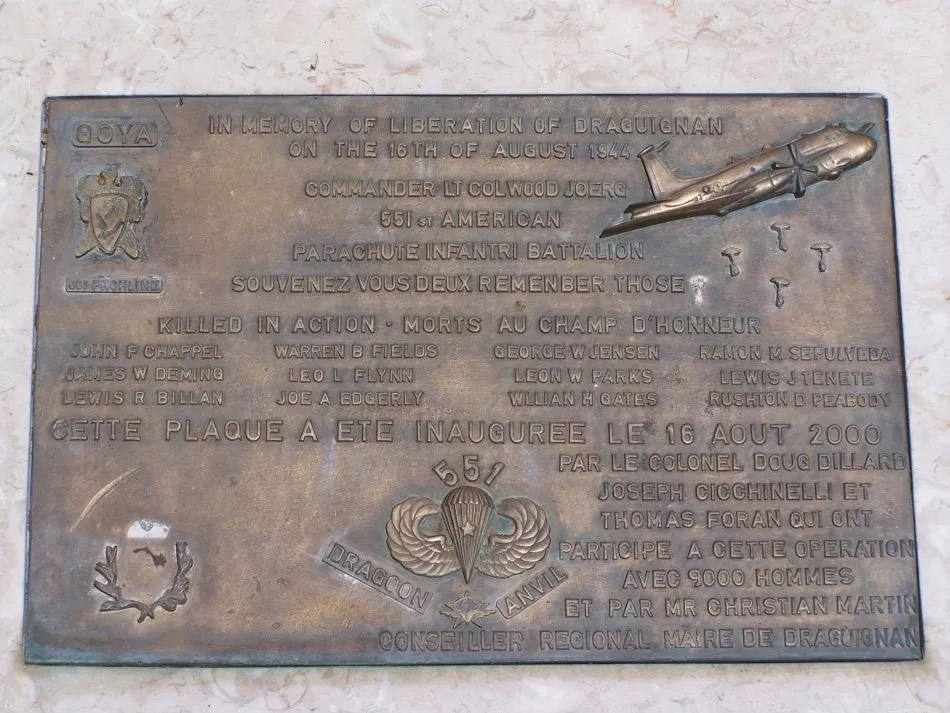 GOYA
IN MEMORY OF LIBERATION OF DRAGUIGNAN
ON THE 16TH OF AUGUST 1944
COMMANDER LT COL WOOD JOERG
551 ST AMERICAN
PARACHUTE INFANTRI BATTALION
SOUVENEZ VOUS DEUX REMENBER THOSE
KILLED IN ACTION - MORTS AU CHAMP D'HONNEUR
JOHN F CHAPPEL WARREN B FIELDS GEORGE W JENSEN RAMON M SEPULVEDA
JAMES W DEMING LEO L FLYNN LEON W PARKS LEWIS J TENETE
LEWIS R BILLAN JOE A EDGERLY WLLIAN H GATES RUSHTON D PEABODY
CETTE PLAQUE A ETE INAUGUREE LE 16 AOUT 2000
PAR LE COLONEL DOUG DILLARD
JOSEPH CICCHINELLI ET
THOMAS FORAN QUI ONT
PARTICIPE A CETTE OPERATION
AVEC 9000 HOMMES
ET PAR MR CHRISTIAN MARTIN
CONSEILLER REGIONAL MAIRE DE DRAGUIGNAN
551
DRAGOON
ANVIL